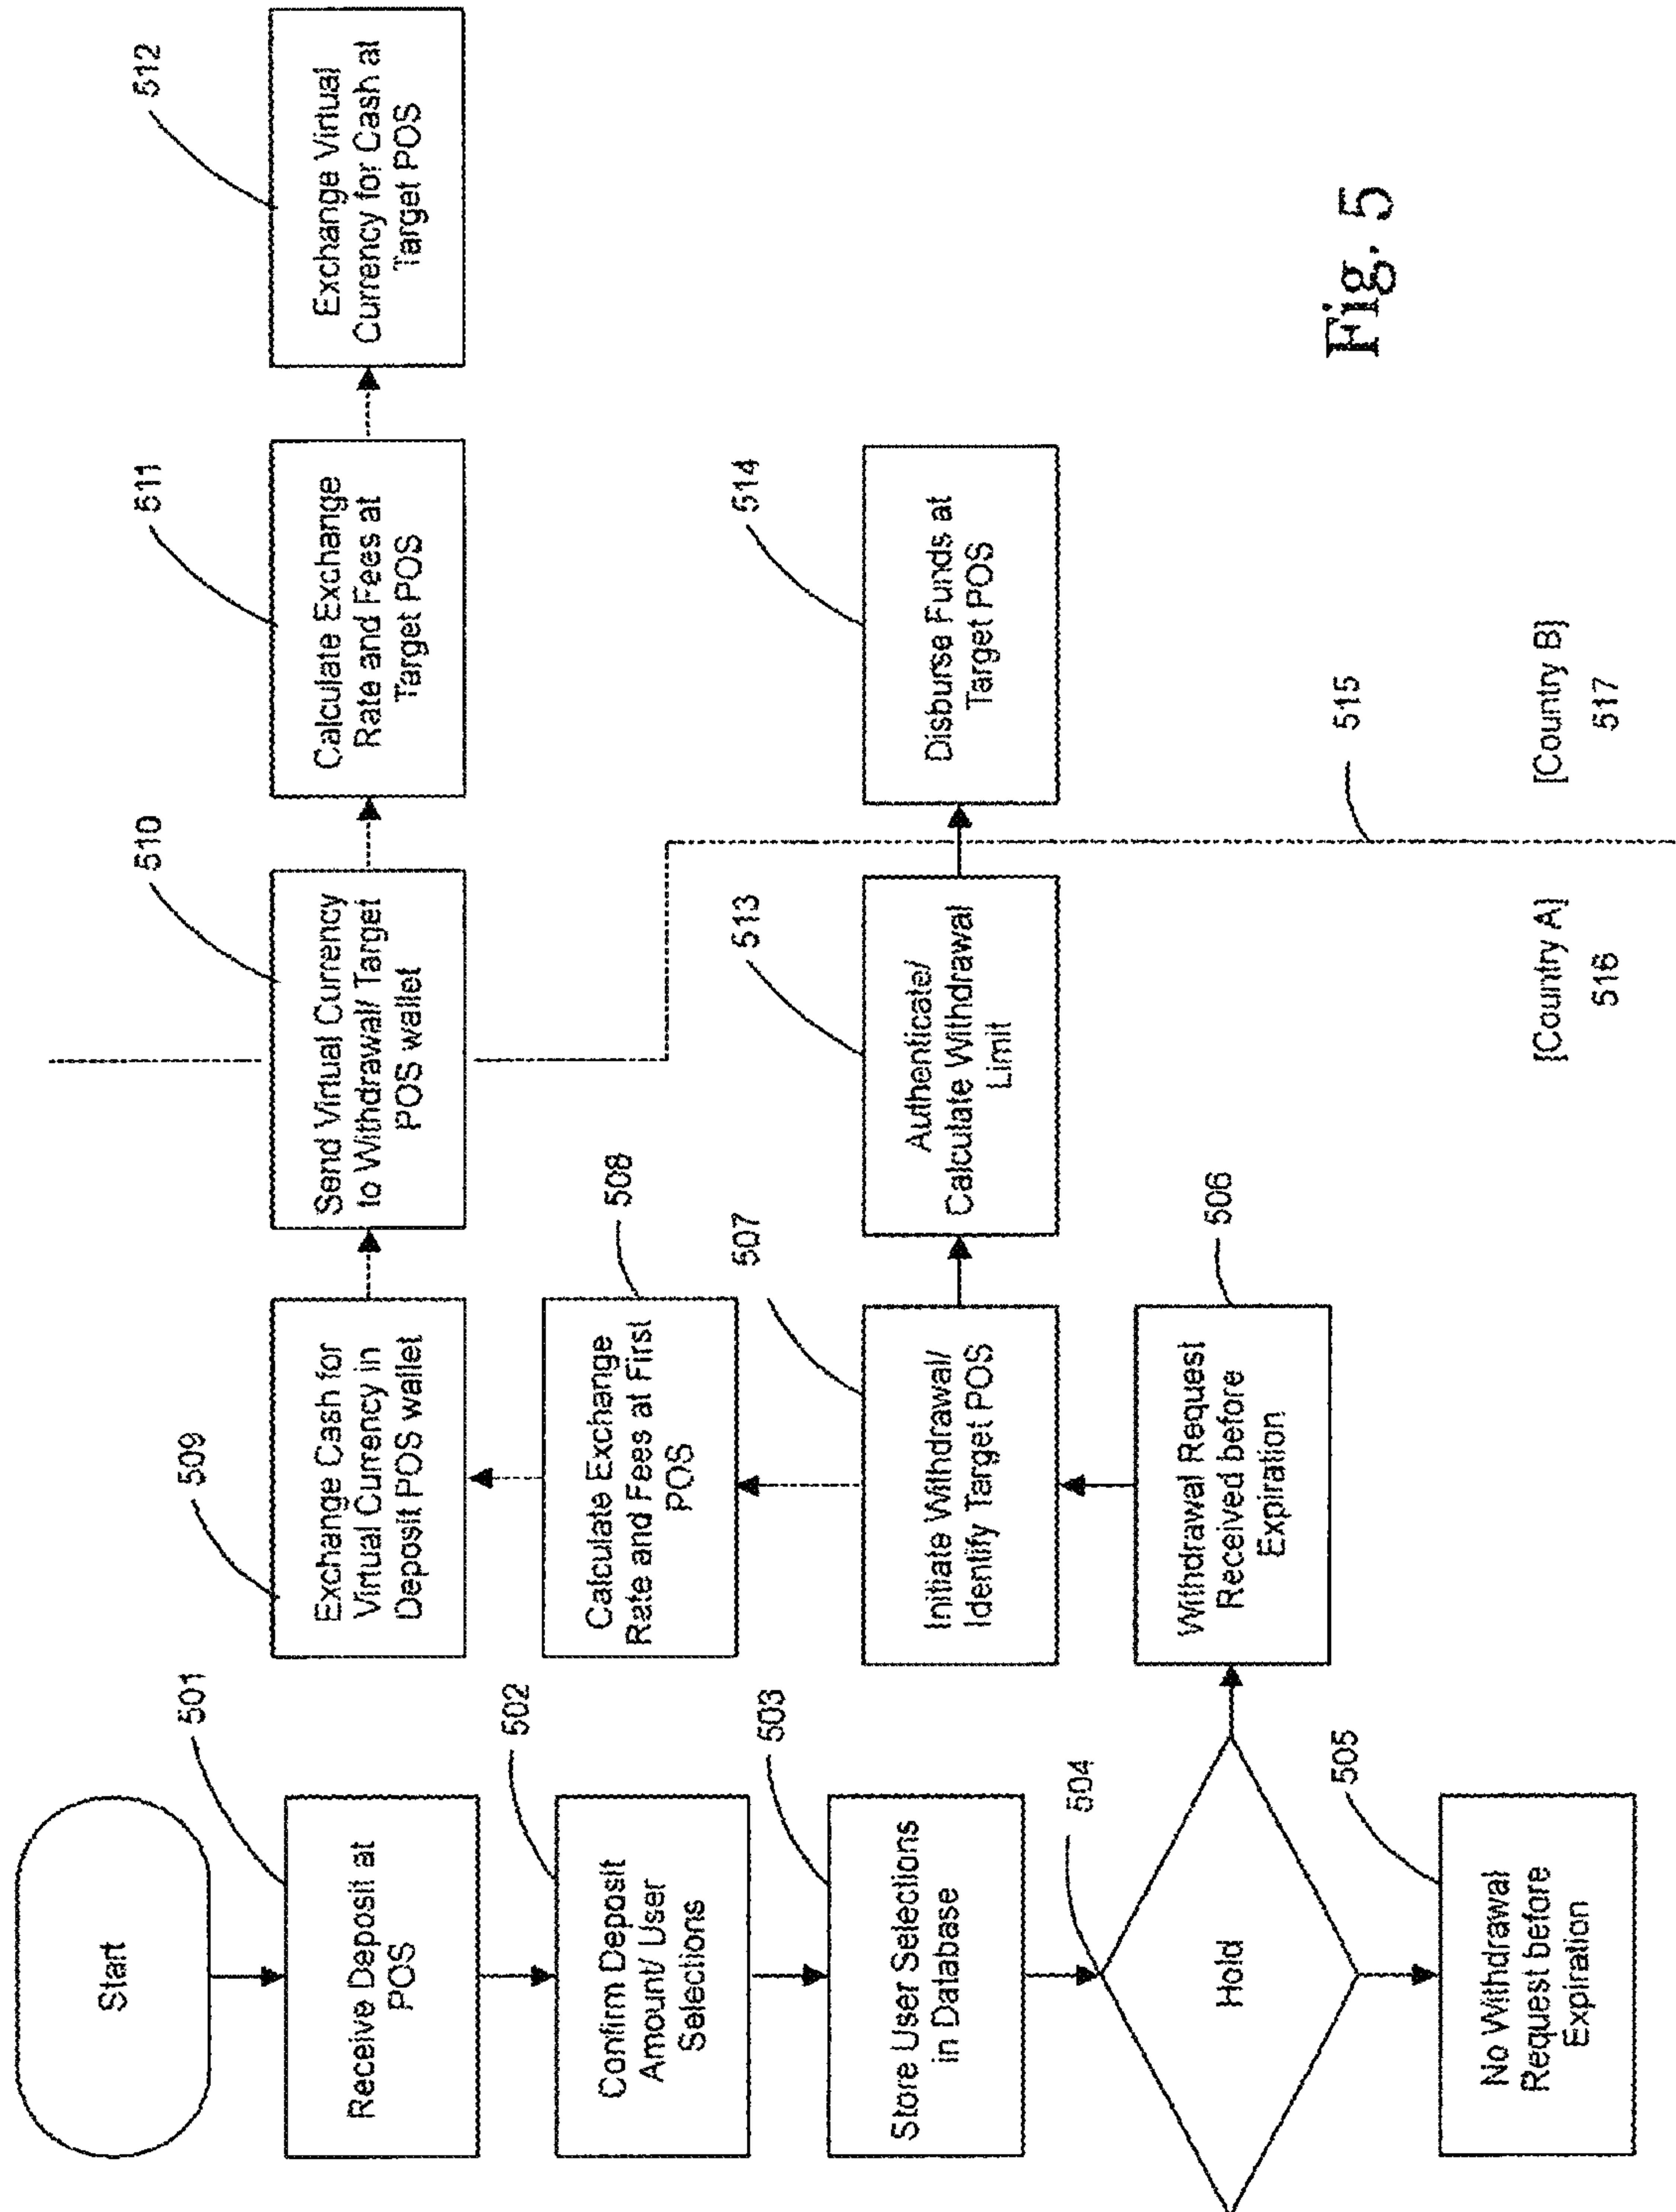 Start
501
Receive Deposit at
POS
502
Confirm Deposit
Amount/ User
Selections
503
Store User Selections
in Database
504
Hold
505
No Withdrawal
Request before
Expiration
506
Withdrawal Request
Received before
Expiration
507
Initiate Withdrawal/
Identify Target POS
508
Calculate Exchange
Rate and Fees at First
POS
509
Exchange Cash for
Virtual Currency in
Deposit POS wallet
510
Send Virtual Currency
to Withdrawal/ Target
POS wallet
511
Calculate Exchange
Rate and Fees at
Target POS
512
Exchange Virtual
Currency for Cash at
Target POS
513
Authenticate/
Calculate Withdrawal
Limit
514
Disburse Funds at
Target POS
515
[Country A]
516
[Country B]
517
Fig. 5